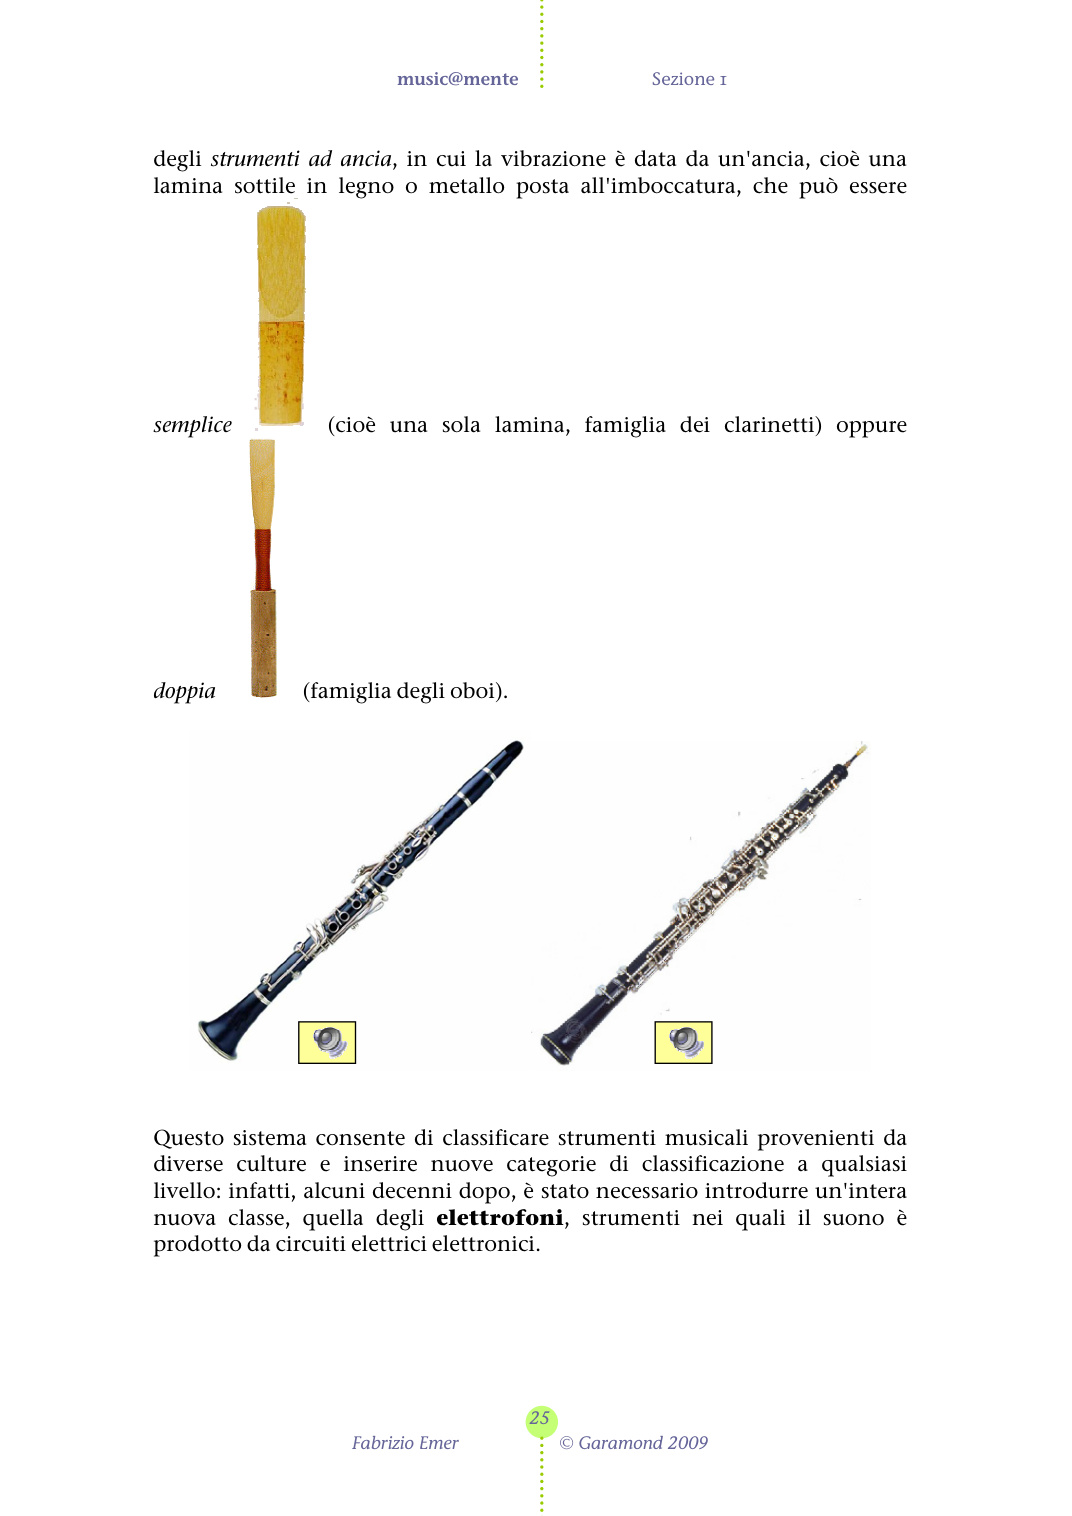 music@mente
Sezione 1
degli strumenti ad ancia, in cui la vibrazione è data da un'ancia, cioè una
lamina sottile in legno o metallo posta all'imboccatura, che può essere
semplice (cioè una sola lamina, famiglia dei clarinetti) oppure
doppia (famiglia degli oboi).
Questo sistema consente di classificare strumenti musicali provenienti da
diverse culture e inserire nuove categorie di classificazione a qualsiasi
livello: infatti, alcuni decenni dopo, è stato necessario introdurre un'intera
nuova classe, quella degli elettrofoni, strumenti nei quali il suono è
prodotto da circuiti elettrici elettronici.
25
Fabrizio Emer
© Garamond 2009